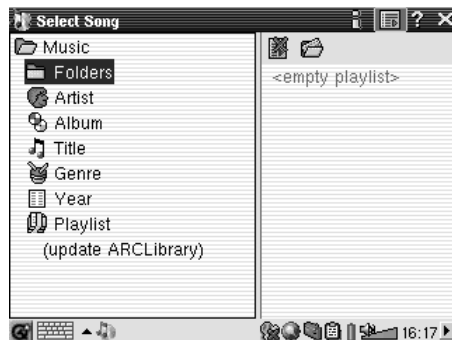 Select Song
?
Music
Folders
Artist
Album
Title
Genre
Year
Playlist
(update ARCLibrary)
<empty playlist>
16:17